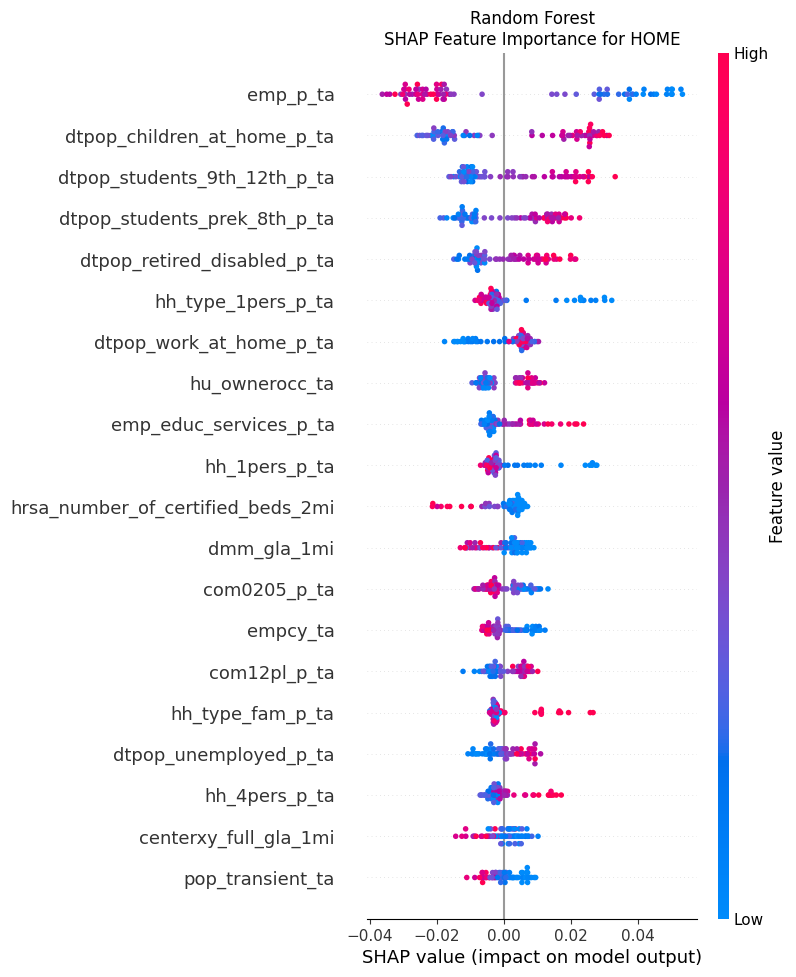 Random Forest
SHAP Feature Importance for HOME
High
emp_p_ta
dtpop_children_at_home_p_ta
dtpop_students_9th_12th_p_ta
dtpop_students_prek_8th_p_ta
dtpop_retired_disabled_p_ta
hh_type_1pers_p_ta
dtpop_work_at_home_p_ta
hu_ownerocc_ta
emp_educ_services_p_ta
hh_1pers_p_ta
hrsa_number_of_certified_beds_2mi
dmm_gla_1mi
com0205_p_ta
empcy_ta
com12pl_p_ta
hh_type_fam_p_ta
dtpop_unemployed_p_ta
hh_4pers_p_ta
centerxy_full_gla_1mi
pop_transient_ta
Feature value
Low
−0.04 −0.02 0.00 0.02 0.04
SHAP value (impact on model output)